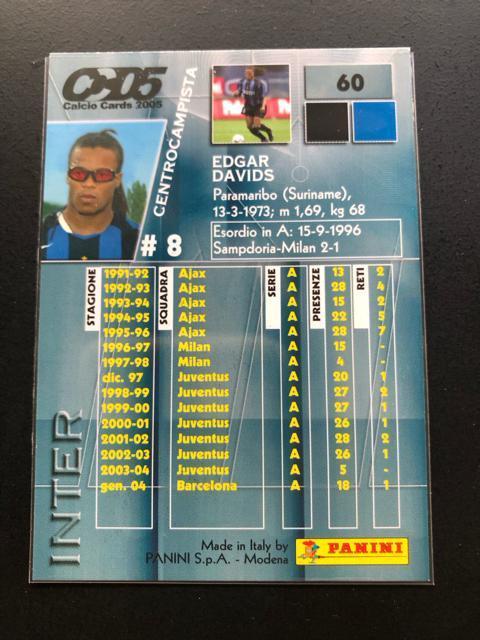 CC05
Calcio Cards 2005
60
CENTROCAMPISTA
EDGAR
DAVIDS
Paramaribo (Suriname),
13-3-1973; m 1,69, kg 68
# 8
Esordio in A: 15-9-1996
Sampdoria-Milan 2-1
STAGIONE SQUADRA SERIE PRESENZE RETI
1991-92 Ajax A 13 2
1992-93 Ajax A 28 4
1993-94 Ajax A 15 2
1994-95 Ajax A 22 5
1995-96 Ajax A 28 7
1996-97 Milan A 15 -
1997-98 Milan A 4 -
dic. 97 Juventus A 20 1
1998-99 Juventus A 27 2
1999-00 Juventus A 27 1
2000-01 Juventus A 26 1
2001-02 Juventus A 28 2
2002-03 Juventus A 26 1
2003-04 Juventus A 5 -
gen. 04 Barcelona A 18 1
INTER
Made in Italy by
PANINI S.p.A. - Modena
PANINI